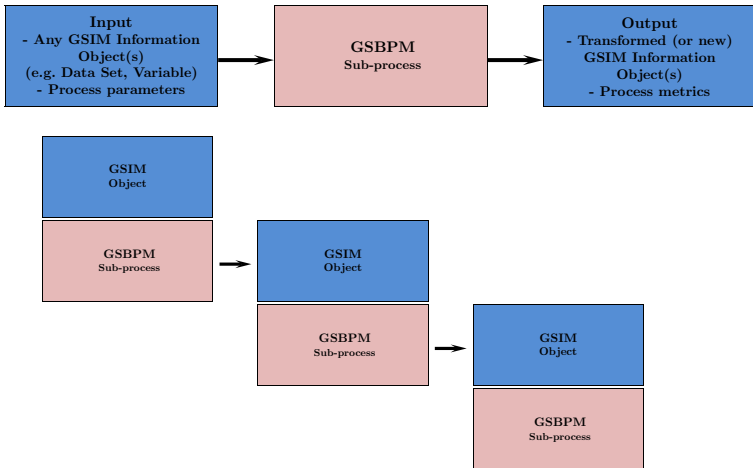 Input
- Any GSIM Information
Object(s)
(e.g. Data Set, Variable)
- Process parameters
GSBPM
Sub-process
Output
- Transformed (or new)
GSIM Information
Object(s)
- Process metrics
GSIM
Object
GSBPM
Sub-process
GSIM
Object
GSBPM
Sub-process
GSIM
Object
GSBPM
Sub-process